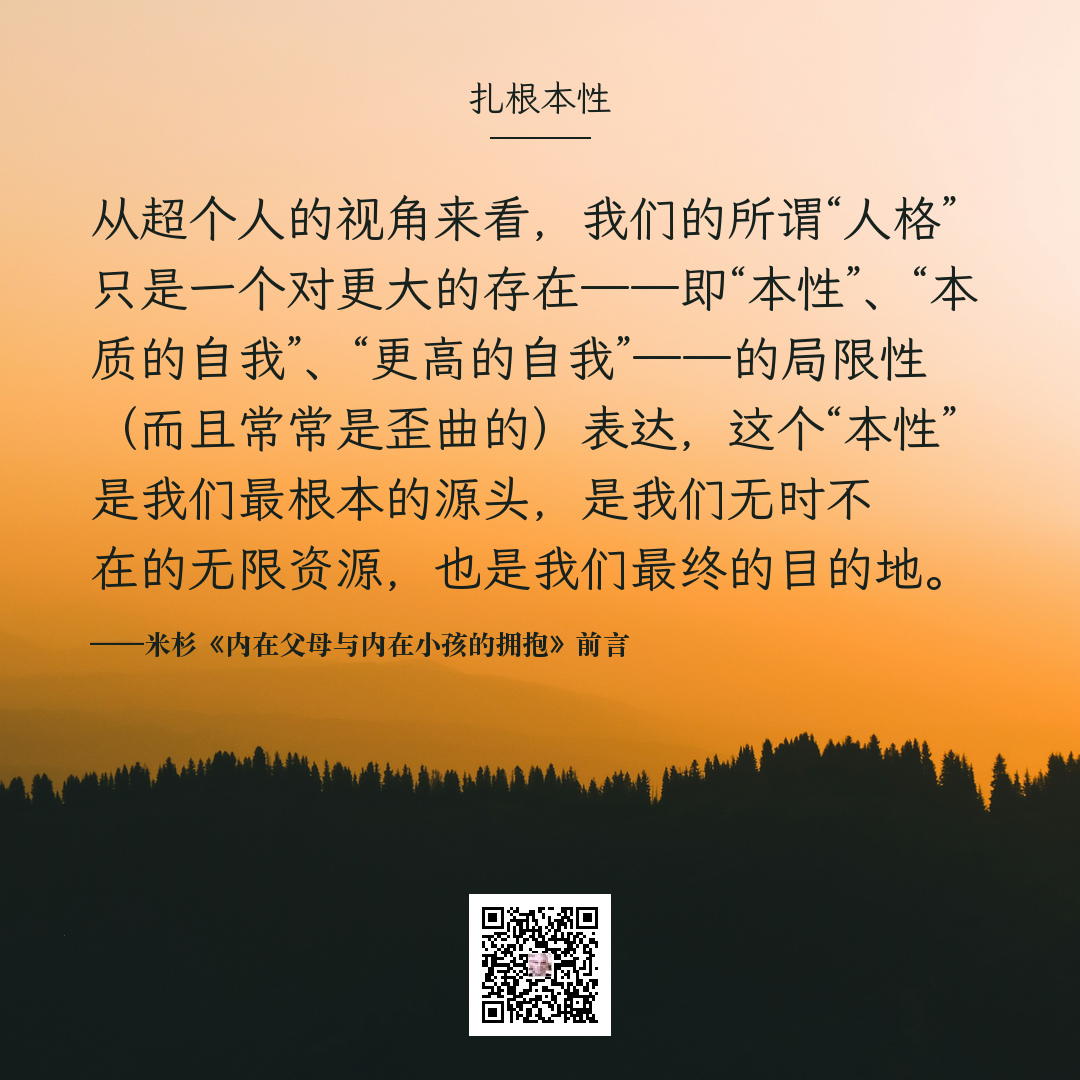 扎根本性
从超个人的视角来看，我们的所谓“人格”
只是一个对更大的存在——即“本性”、“本
质的自我”、“更高的自我”——的局限性
（而且常常是歪曲的）表达，这个“本性”
是我们最根本的源头，是我们无时不
在的无限资源，也是我们最终的目的地。
——米杉《内在父母与内在小孩的拥抱》前言